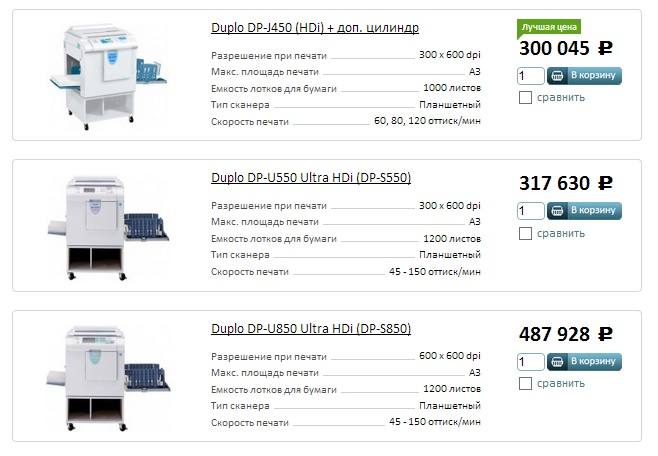 Duplo DP-J450 (HDi) + доп. цилиндр
Лучшая цена
300 045 ₽
Разрешение при печати 300 x 600 dpi
Макс. площадь печати A3
Емкость лотков для бумаги 1000 листов
Тип сканера Планшетный
Скорость печати 60, 80, 120 оттиск/мин
1 В корзину
сравнить
Duplo DP-U550 Ultra HDi (DP-S550)
317 630 ₽
Разрешение при печати 300 x 600 dpi
Макс. площадь печати A3
Емкость лотков для бумаги 1200 листов
Тип сканера Планшетный
Скорость печати 45 - 150 оттиск/мин
1 В корзину
сравнить
Duplo DP-U850 Ultra HDi (DP-S850)
487 928 ₽
Разрешение при печати 600 x 600 dpi
Макс. площадь печати A3
Емкость лотков для бумаги 1200 листов
Тип сканера Планшетный
Скорость печати 45 - 150 оттиск/мин
1 В корзину
сравнить